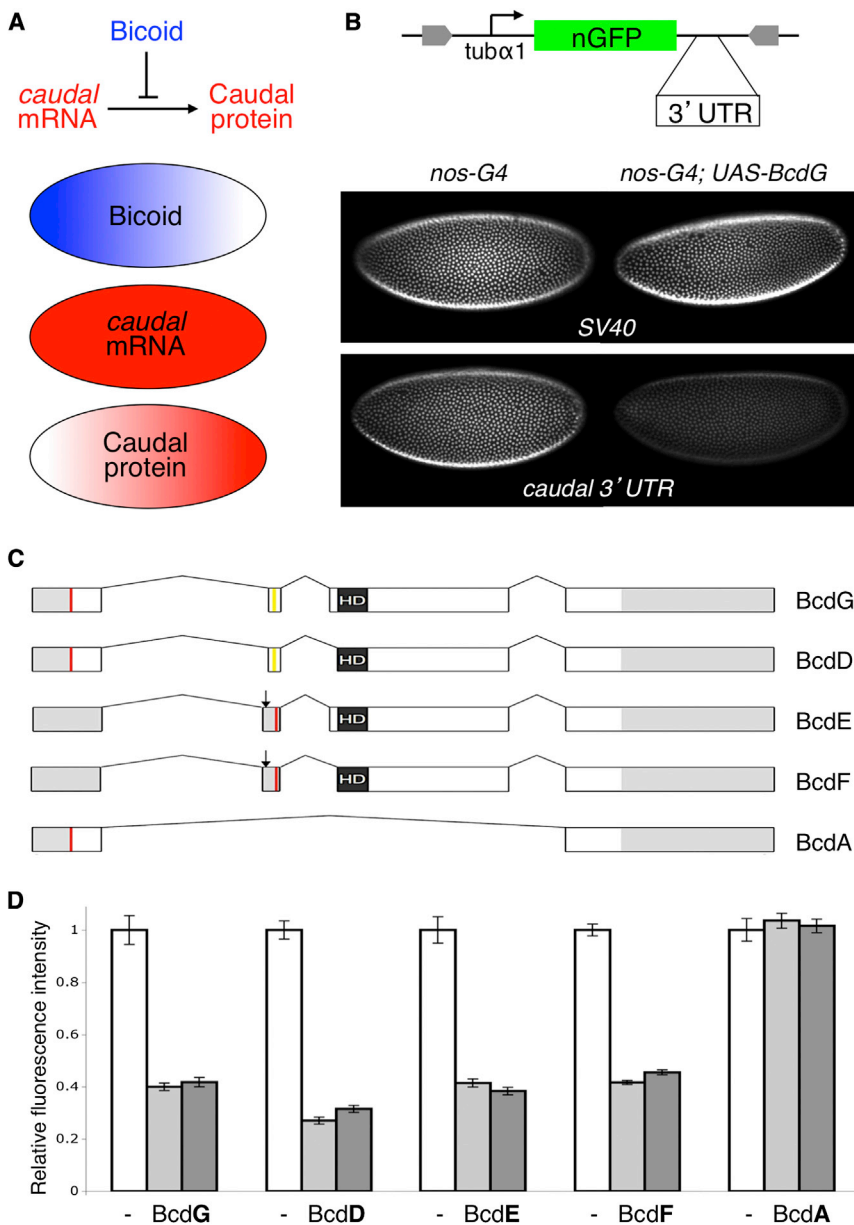 A
Bicoid
caudal
mRNA
Caudal
protein
Bicoid
caudal
mRNA
Caudal
protein
B
tubα1
nGFP
3’ UTR
nos-G4
nos-G4; UAS-BcdG
SV40
caudal 3’ UTR
C
HD
BcdG
HD
BcdD
HD
BcdE
HD
BcdF
BcdA
D
Relative fluorescence intensity
1
0.8
0.6
0.4
0.2
0
- BcdG
- BcdD
- BcdE
- BcdF
- BcdA